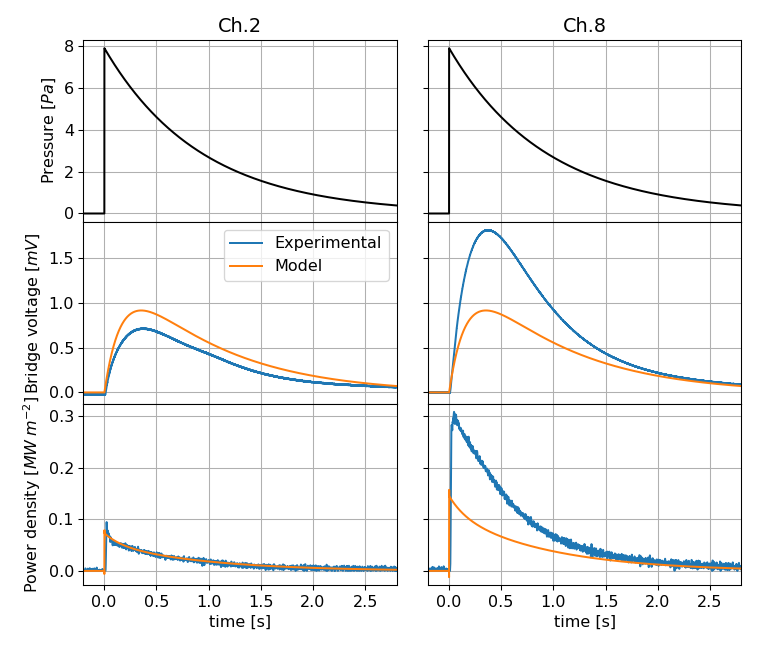 Ch.2
Ch.8
Pressure [Pa]
8
6
4
2
0
Bridge voltage [mV]
1.5
1.0
0.5
0.0
Experimental
Model
Power density [MW m⁻²]
0.3
0.2
0.1
0.0
0.0 0.5 1.0 1.5 2.0 2.5
time [s]
0.0 0.5 1.0 1.5 2.0 2.5
time [s]